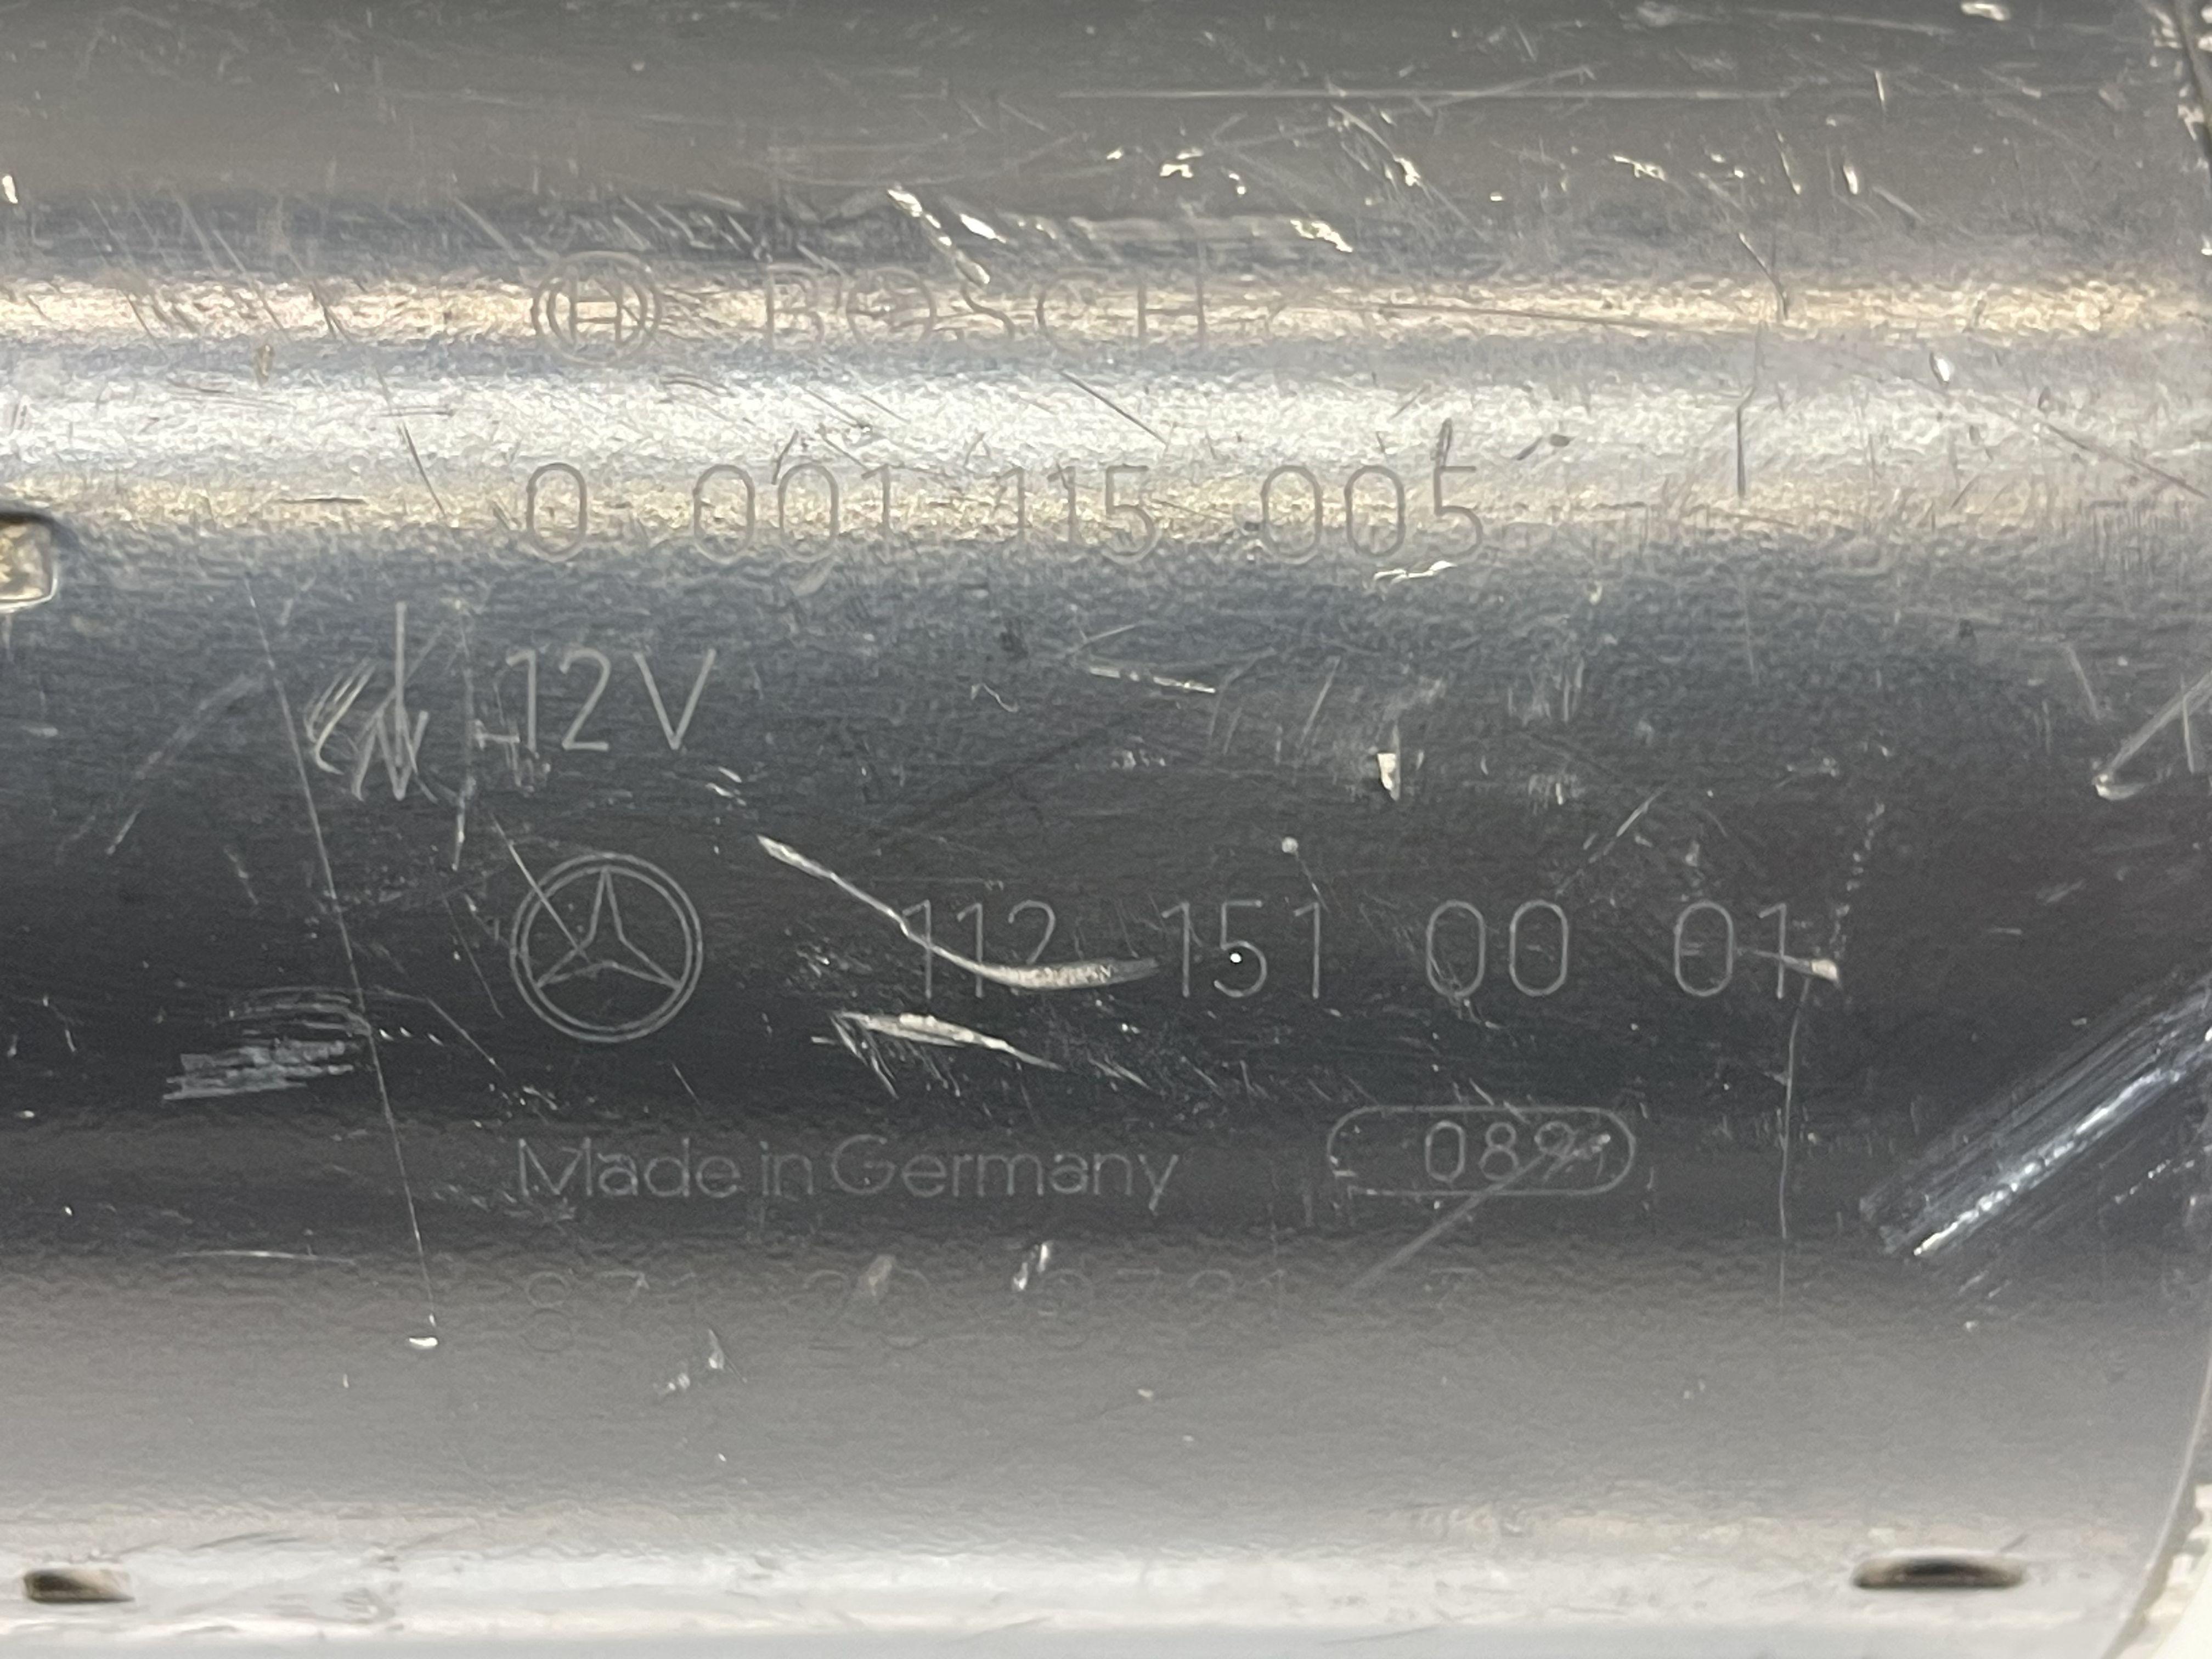 BOSCH
0 001 115 005
12V
112 151 00 01
Made in Germany 089